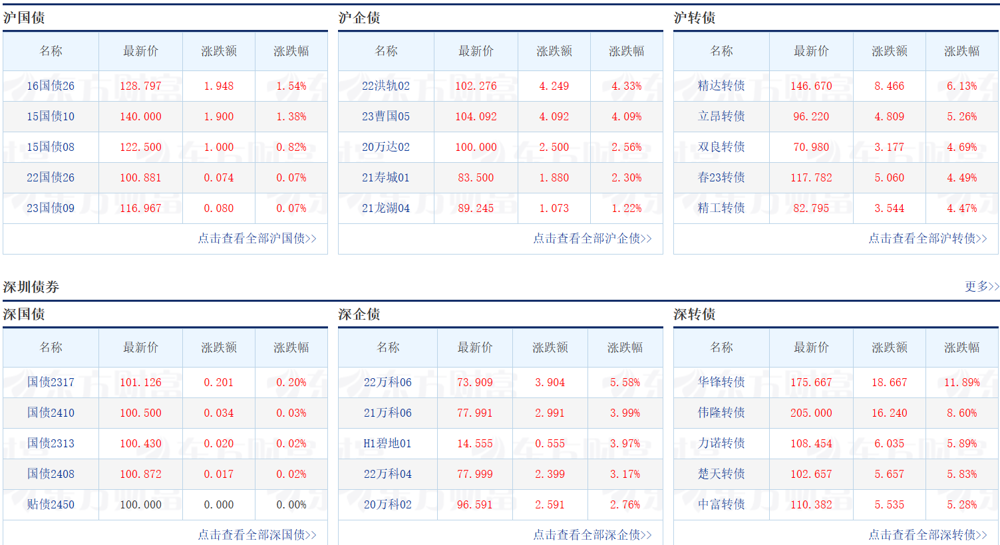 沪国债 沪企债 沪转债
名称 最新价 涨跌额 涨跌幅 名称 最新价 涨跌额 涨跌幅 名称 最新价 涨跌额 涨跌幅
16国债26 128.797 1.948 1.54% 22洪轨02 102.276 4.249 4.33% 精达转债 146.670 8.466 6.13%
15国债10 140.000 1.900 1.38% 23曹国05 104.092 4.092 4.09% 立昂转债 96.220 4.809 5.26%
15国债08 122.500 1.000 0.82% 20万达02 100.000 2.500 2.56% 双良转债 70.980 3.177 4.69%
22国债26 100.881 0.074 0.07% 21寿城01 83.500 1.880 2.30% 春23转债 117.782 5.060 4.49%
23国债09 116.967 0.080 0.07% 21龙湖04 89.245 1.073 1.22% 精工转债 82.795 3.544 4.47%
点击查看全部沪国债>> 点击查看全部沪企债>> 点击查看全部沪转债>>
深圳债券 更多>>
深国债 深企债 深转债
名称 最新价 涨跌额 涨跌幅 名称 最新价 涨跌额 涨跌幅 名称 最新价 涨跌额 涨跌幅
国债2317 101.126 0.201 0.20% 22万科06 73.909 3.904 5.58% 华锋转债 175.667 18.667 11.89%
国债2410 100.500 0.034 0.03% 21万科06 77.991 2.991 3.99% 伟隆转债 205.000 16.240 8.60%
国债2313 100.430 0.020 0.02% H1碧地01 14.555 0.555 3.97% 力诺转债 108.454 6.035 5.89%
国债2408 100.872 0.017 0.02% 22万科04 77.999 2.399 3.17% 楚天转债 102.657 5.657 5.83%
贴债2450 100.000 0.000 0.00% 20万科02 96.591 2.591 2.76% 中富转债 110.382 5.535 5.28%
点击查看全部深国债>> 点击查看全部深企债>> 点击查看全部深转债>>